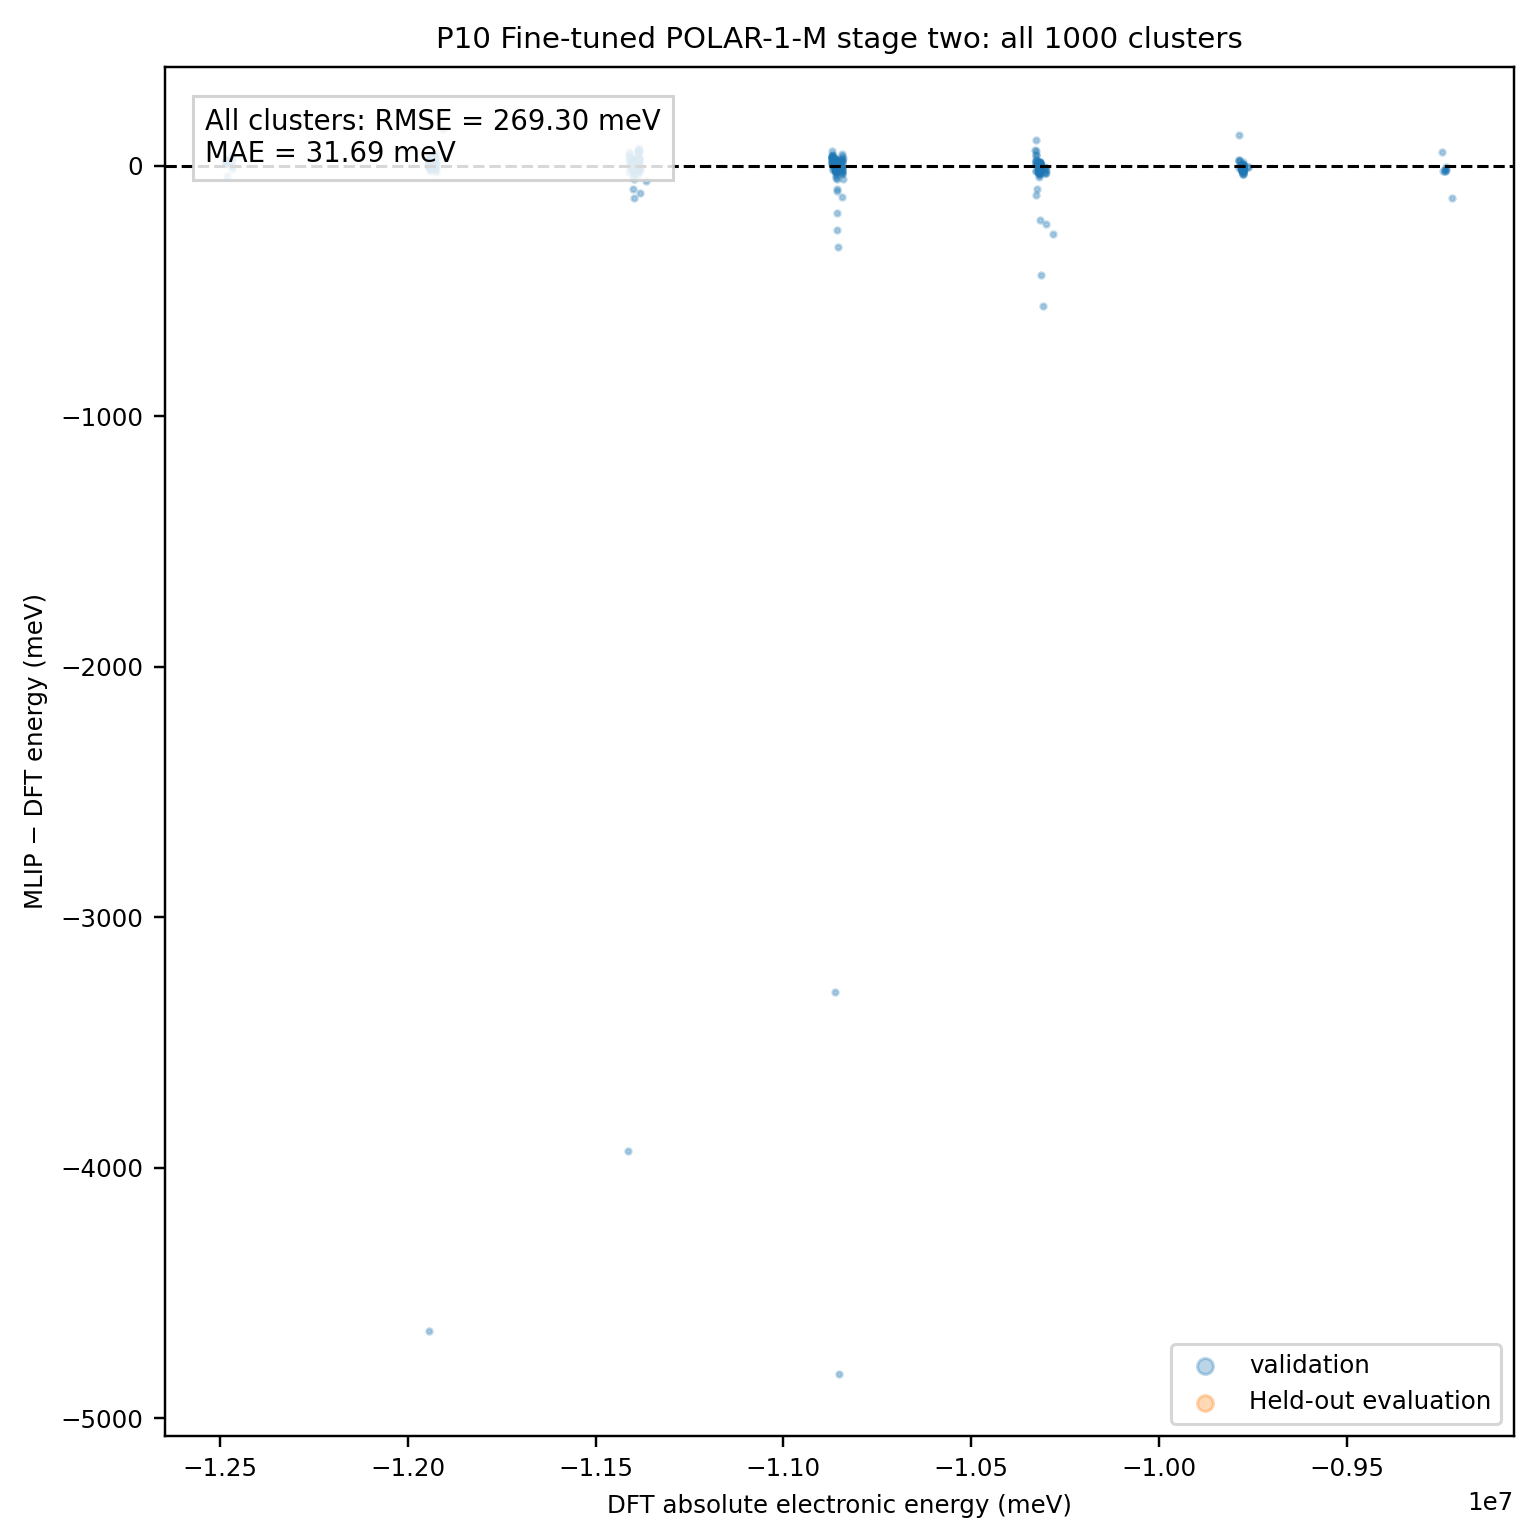 P10 Fine-tuned POLAR-1-M stage two: all 1000 clusters
All clusters: RMSE = 269.30 meV
MAE = 31.69 meV
0
−1000
−2000
−3000
−4000
−5000
MLIP − DFT energy (meV)
validation
Held-out evaluation
−1.25
−1.20
−1.15
−1.10
−1.05
−1.00
−0.95
1e7
DFT absolute electronic energy (meV)